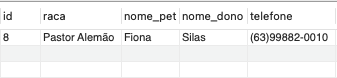 id raca nome_pet nome_dono telefone
8 Pastor Alemão Fiona Silas (63)99882-0010